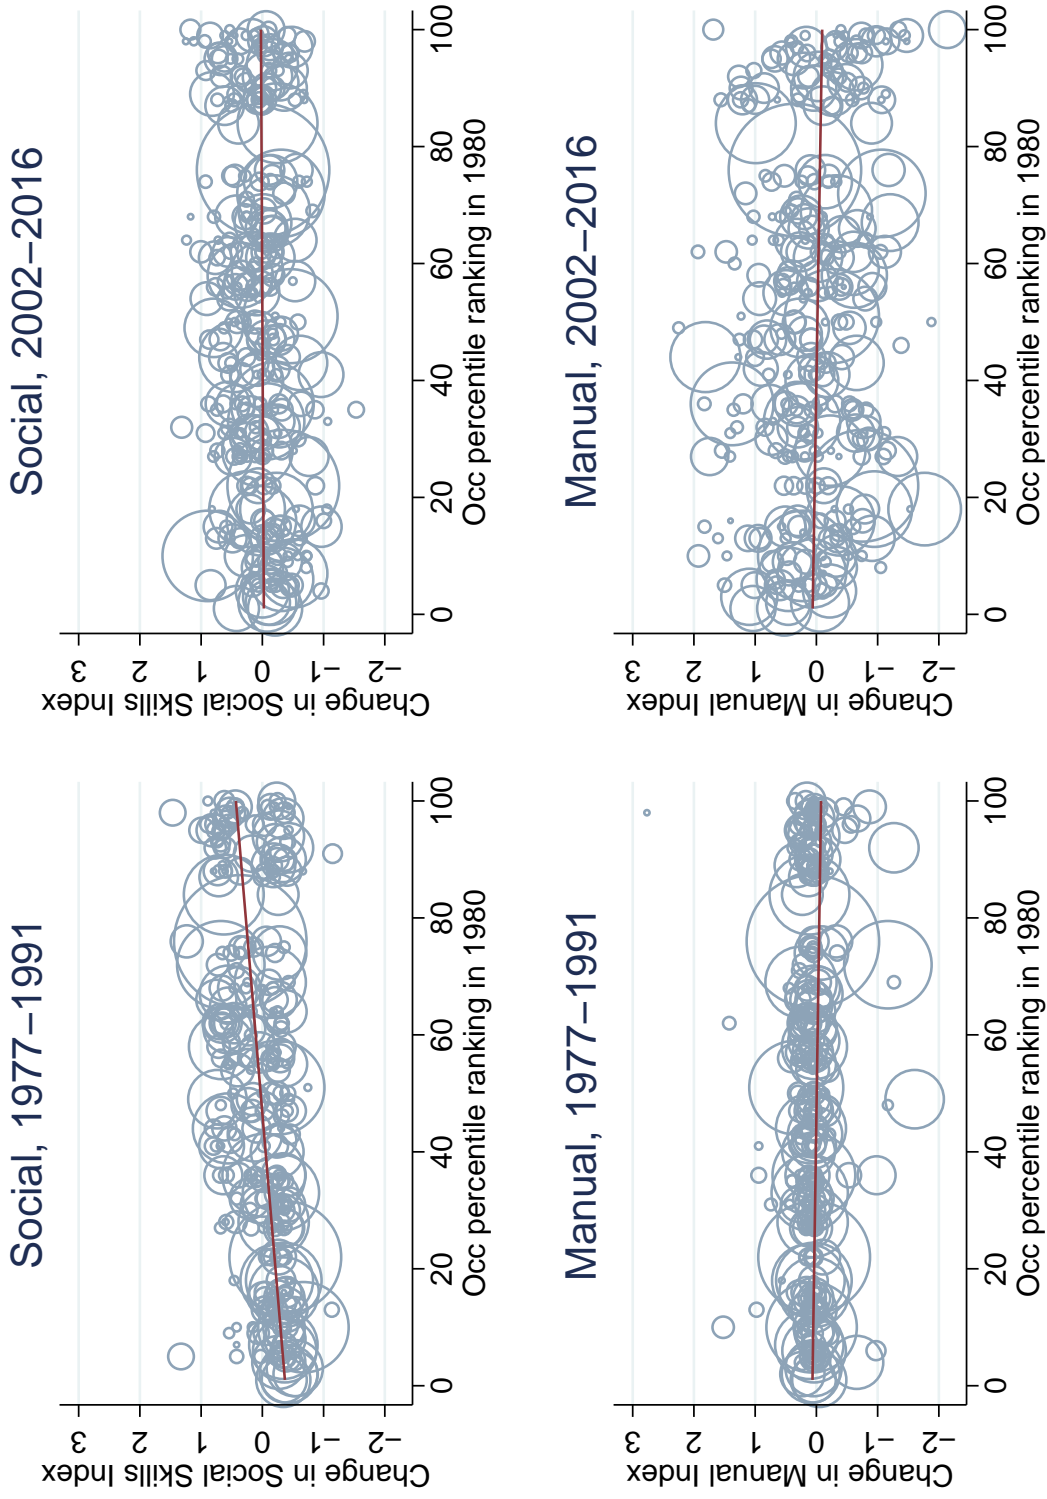 Social, 1977−1991
Change in Social Skills Index
3
2
1
0
−1
−2
0 20 40 60 80 100
Occ percentile ranking in 1980
Social, 2002−2016
Change in Social Skills Index
3
2
1
0
−1
−2
0 20 40 60 80 100
Occ percentile ranking in 1980
Manual, 1977−1991
Change in Manual Index
3
2
1
0
−1
−2
0 20 40 60 80 100
Occ percentile ranking in 1980
Manual, 2002−2016
Change in Manual Index
3
2
1
0
−1
−2
0 20 40 60 80 100
Occ percentile ranking in 1980